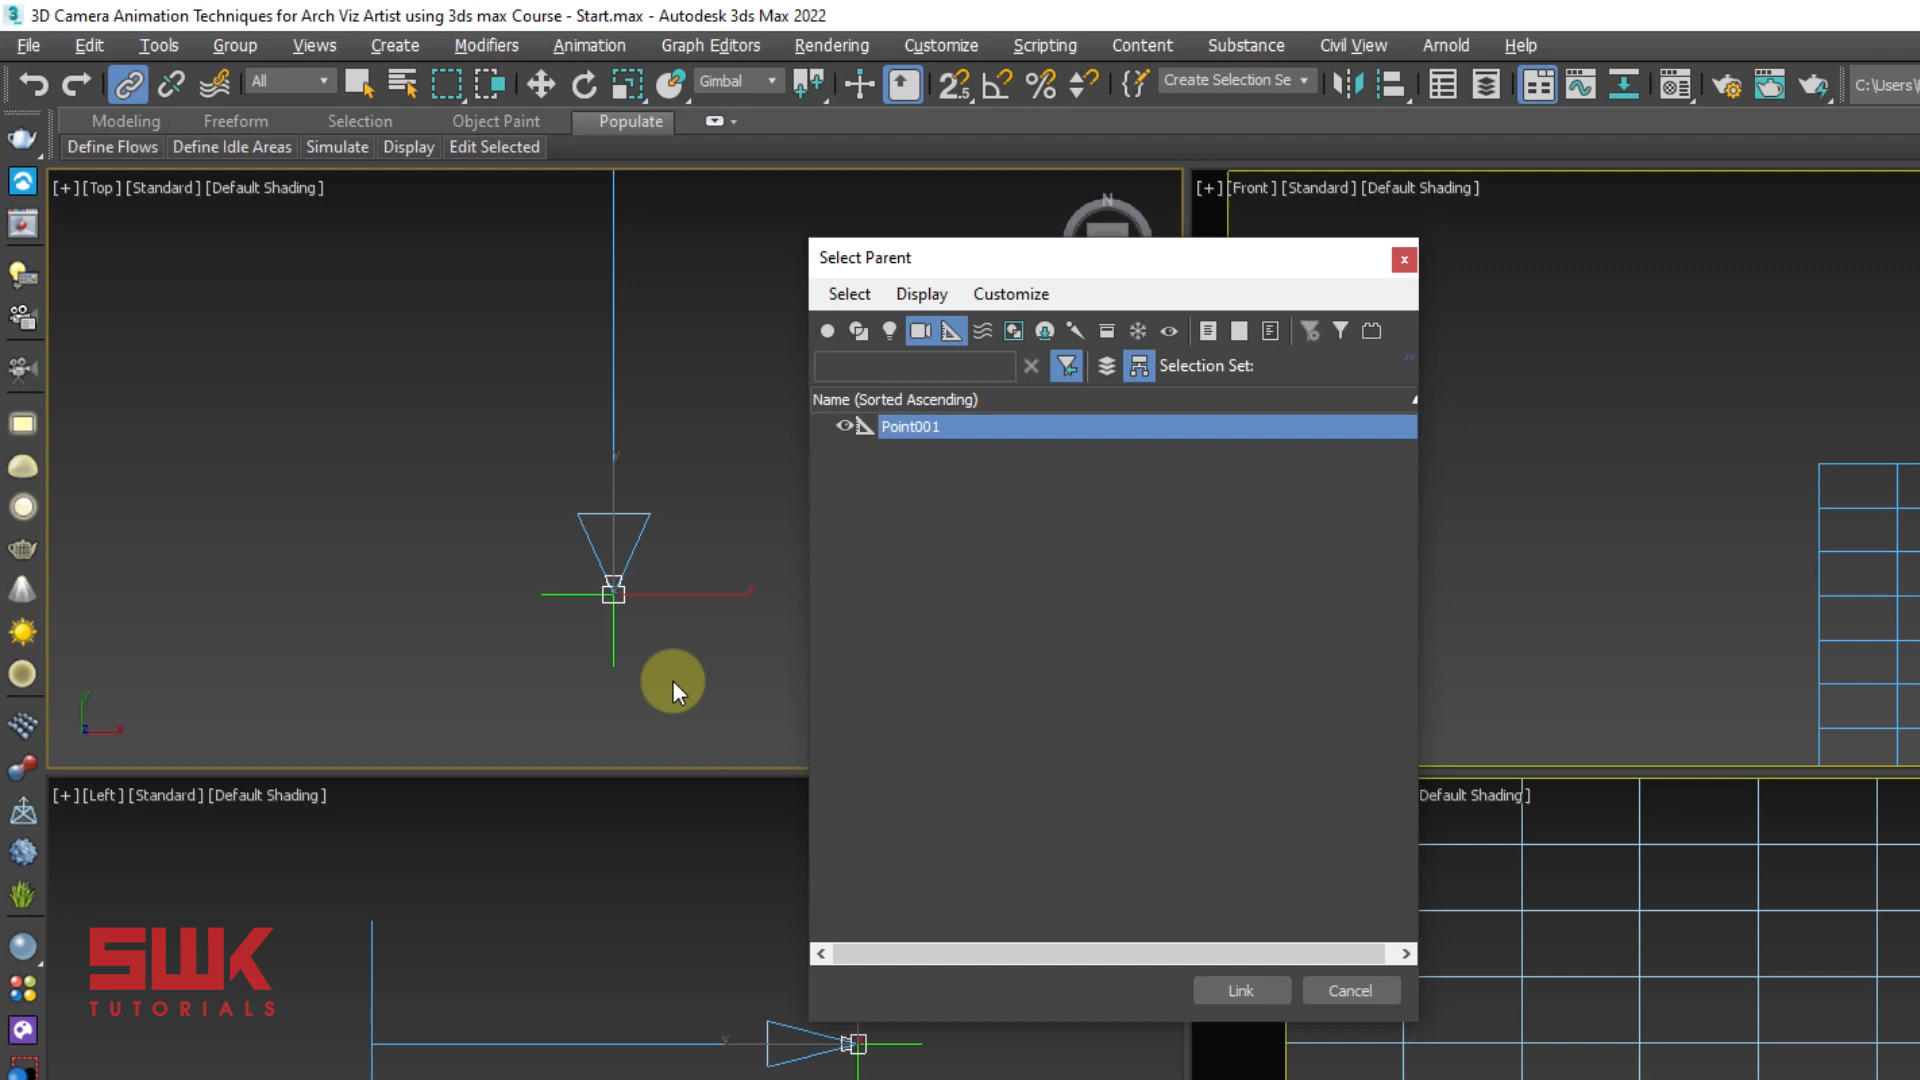 3D Camera Animation Techniques for Arch Viz Artist using 3ds max Course - Start.max - Autodesk 3ds Max 2022
File Edit Tools Group Views Create Modifiers Animation Graph Editors Rendering Customize Scripting Content Substance Civil View Arnold Help
All Gimbal 2.5 Create Selection Se C:\Users\
Modeling Freeform Selection Object Paint Populate
Define Flows Define Idle Areas Simulate Display Edit Selected
[+] [Top] [Standard] [Default Shading]
[+] [Front] [Standard] [Default Shading]
N
Select Parent
x
Select Display Customize
Selection Set:
Name (Sorted Ascending)
Point001
y
x
y
z x
[+] [Left] [Standard] [Default Shading]
Default Shading]
SWK
TUTORIALS
Link Cancel
y